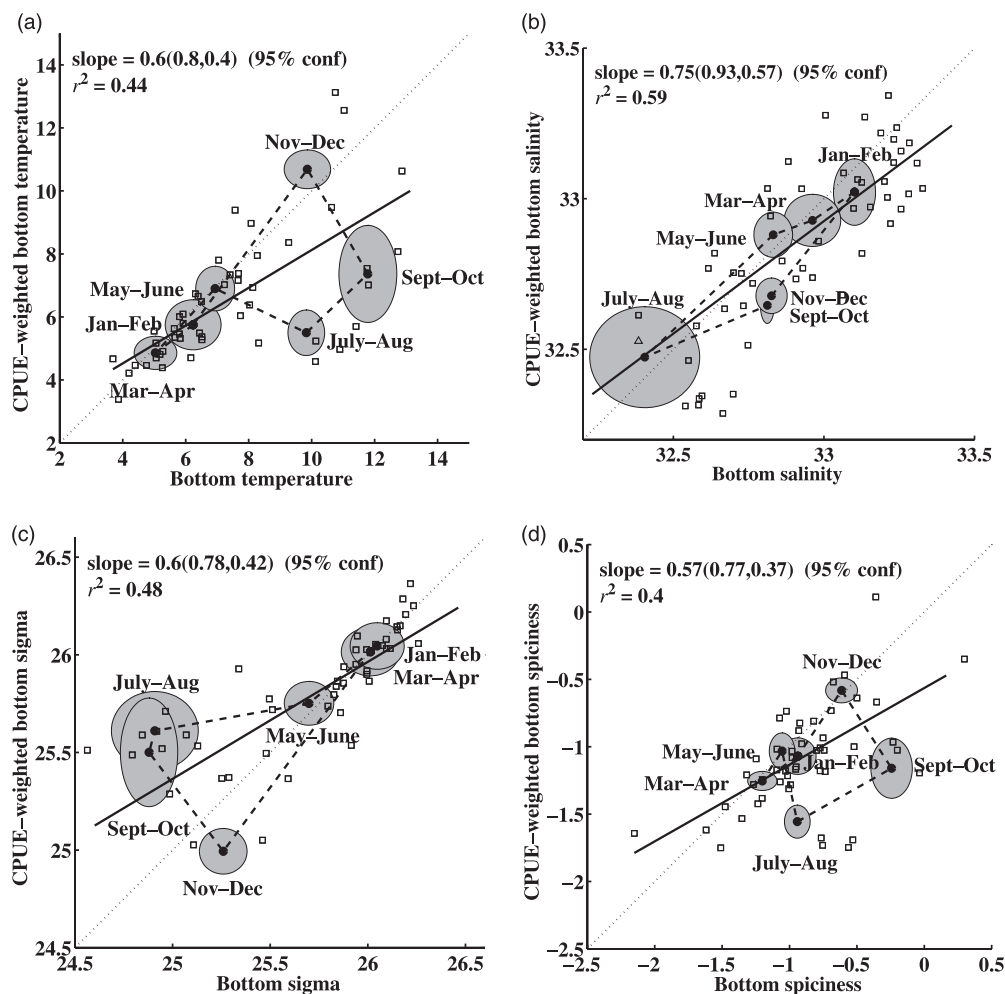 (a)
slope = 0.6(0.8,0.4) (95% conf)
r² = 0.44
CPUE–weighted bottom temperature
14
12
10
8
6
4
2
Nov–Dec
May–June
Sept–Oct
Jan–Feb
July–Aug
Mar–Apr
2 4 6 8 10 12 14
Bottom temperature
(b)
33.5
slope = 0.75(0.93,0.57) (95% conf)
r² = 0.59
CPUE–weighted bottom salinity
33
32.5
Jan–Feb
Mar–Apr
May–June
July–Aug
Nov–Dec
Sept–Oct
32.5 33 33.5
Bottom salinity
(c)
26.5
slope = 0.6(0.78,0.42) (95% conf)
r² = 0.48
CPUE–weighted bottom sigma
26
25.5
25
24.5
July–Aug
Jan–Feb
Mar–Apr
May–June
Sept–Oct
Nov–Dec
24.5 25 25.5 26 26.5
Bottom sigma
(d)
0.5
slope = 0.57(0.77,0.37) (95% conf)
r² = 0.4
CPUE–weighted bottom spiciness
0
−0.5
−1
−1.5
−2
−2.5
Nov–Dec
May–June
Jan–Feb
Sept–Oct
Mar–Apr
July–Aug
−2.5 −2 −1.5 −1 −0.5 0 0.5
Bottom spiciness